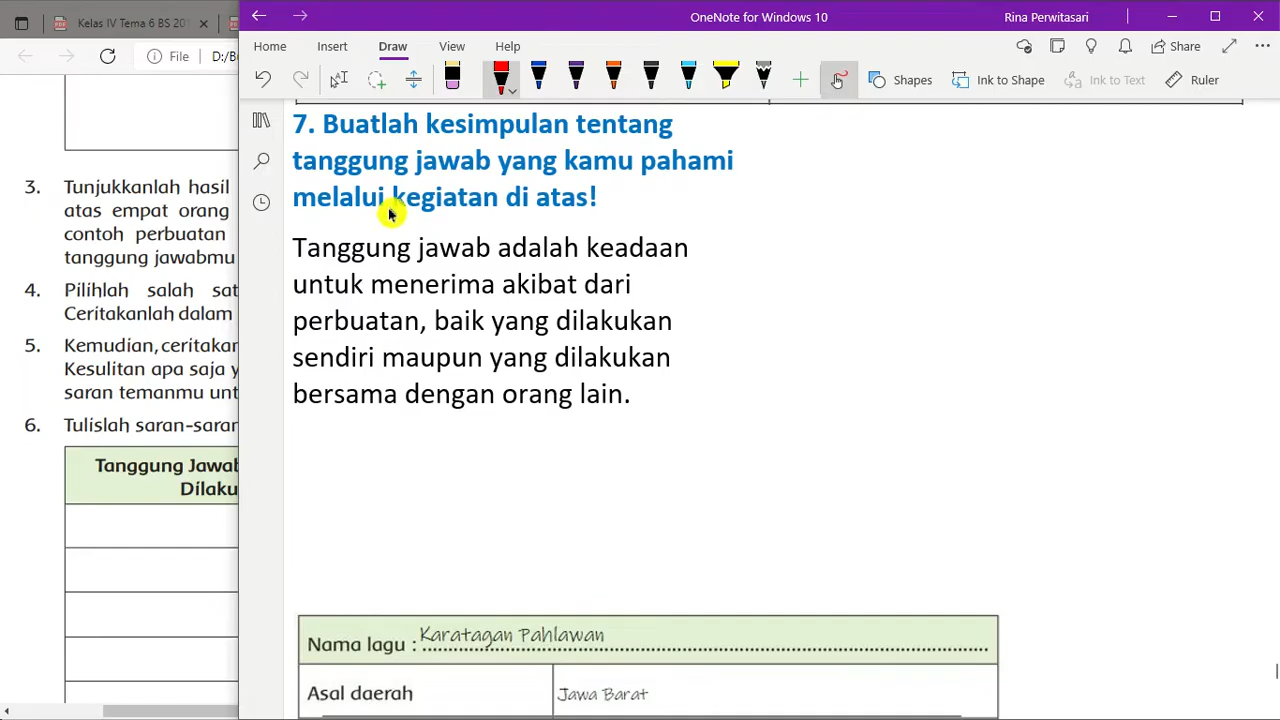 Kelas IV Tema 6 BS 201
File
D:/B
OneNote for Windows 10
Rina Perwitasari
Home
Insert
Draw
View
Help
Share
Shapes
Ink to Shape
Ink to Text
Ruler
3. Tunjukkanlah hasil
atas empat orang
contoh perbuatan
tanggung jawabmu
4. Pilihlah salah sat
Ceritakanlah dalam
5. Kemudian, ceritakan
Kesulitan apa saja y
saran temanmu unt
6. Tulislah saran-saran
Tanggung Jawab
Dilaku
7. Buatlah kesimpulan tentang
tanggung jawab yang kamu pahami
melalui kegiatan di atas!
Tanggung jawab adalah keadaan
untuk menerima akibat dari
perbuatan, baik yang dilakukan
sendiri maupun yang dilakukan
bersama dengan orang lain.
Nama lagu : Karatagan Pahlawan
Asal daerah
Jawa Barat